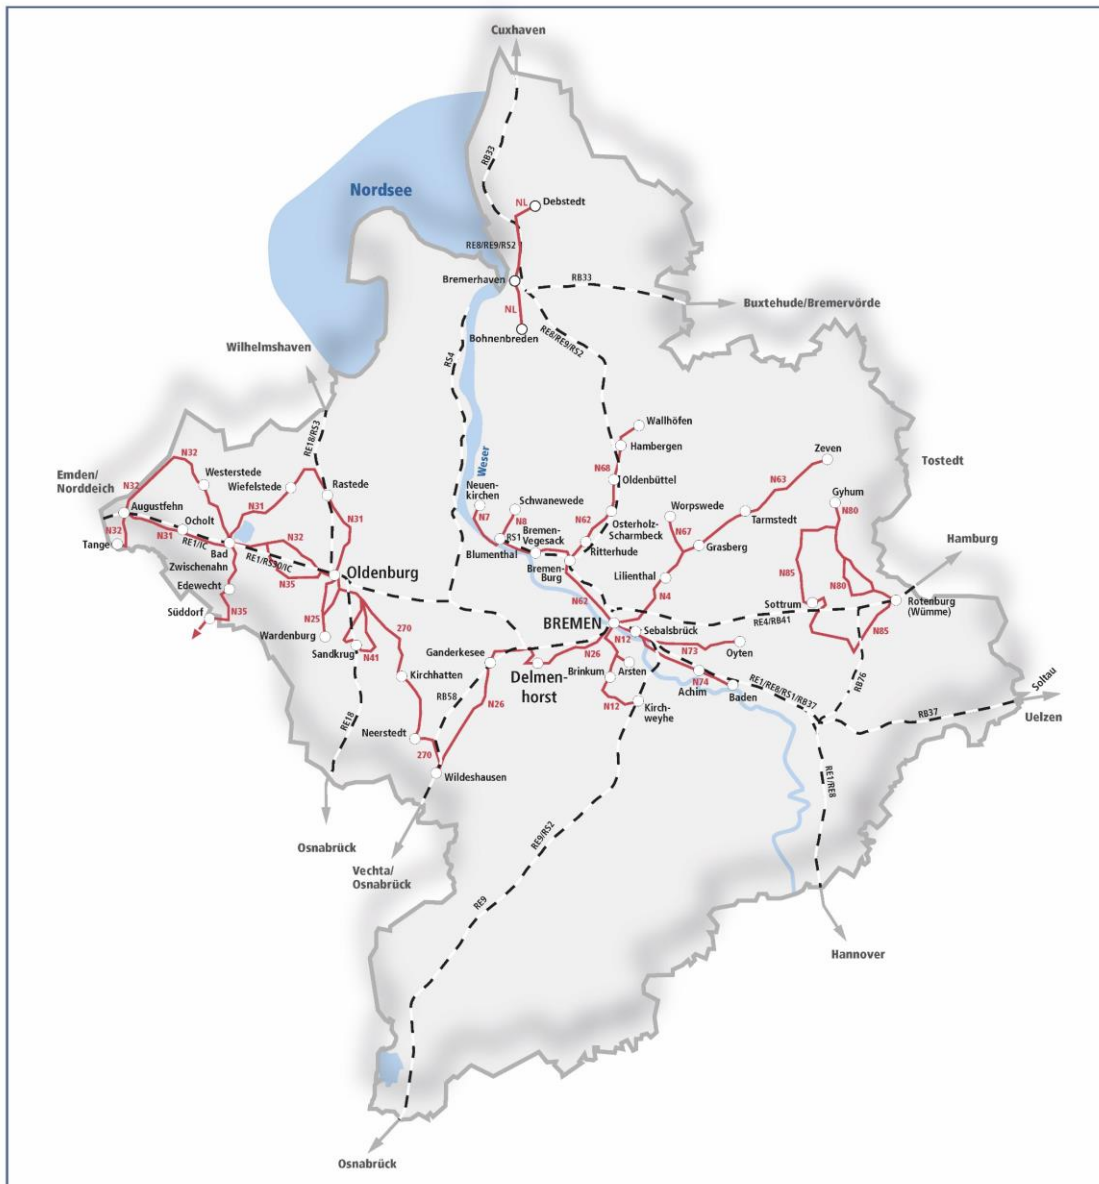 Cuxhaven
RB33
Nordsee
NL
Debstedt
RE8/RE9/RS2
Bremerhaven
RB33
Buxtehude/Bremervörde
NL
Bohnenbreden
RE8/RE9/RS2
Wilhelmshaven
RS4
RE18/RS3
Wallhöfen
Hambergen
Zeven
N32
Westerstede
Weser
Tostedt
Emden/
Norddeich
N32
Wiefelstede
Rastede
N68
Oldenbüttel
N63
Gyhum
Neuen-
kirchen
Schwanewede
Worpswede
N80
Augustfehn
N31
N31
N7
N8
N62
Osterholz-
Scharmbeck
N67
Tarmstedt
Ocholt
N32
N31
RE1/IC
N32
RS1
Bremen-
Vegesack
Grasberg
Hamburg
Tange
Bad
Zwischenahn
RE1/RS30/IC
Blumenthal
Ritterhude
Bremen-
Burg
Oldenburg
Lilienthal
N85
N80
Edewecht
N35
N62
N4
Sottrum
Rotenburg
(Wümme)
Süddorf
N35
N25
BREMEN
N12
Sebalsbrück
RE4/RB41
N85
Wardenburg
270
Sandkrug
N41
Ganderkesee
N26
N73
Oyten
Kirchhatten
Delmen-
horst
Brinkum
Arsten
N74
Achim
Baden
RE1/RE8/RS1/RB37
RB76
Soltau
RB58
N26
N12
Kirch-
weyhe
RB37
Uelzen
RE18
Neerstedt
270
Wildeshausen
RE1/RE8
Osnabrück
RE9/RS2
Vechta/
Osnabrück
RE9
Hannover
Osnabrück